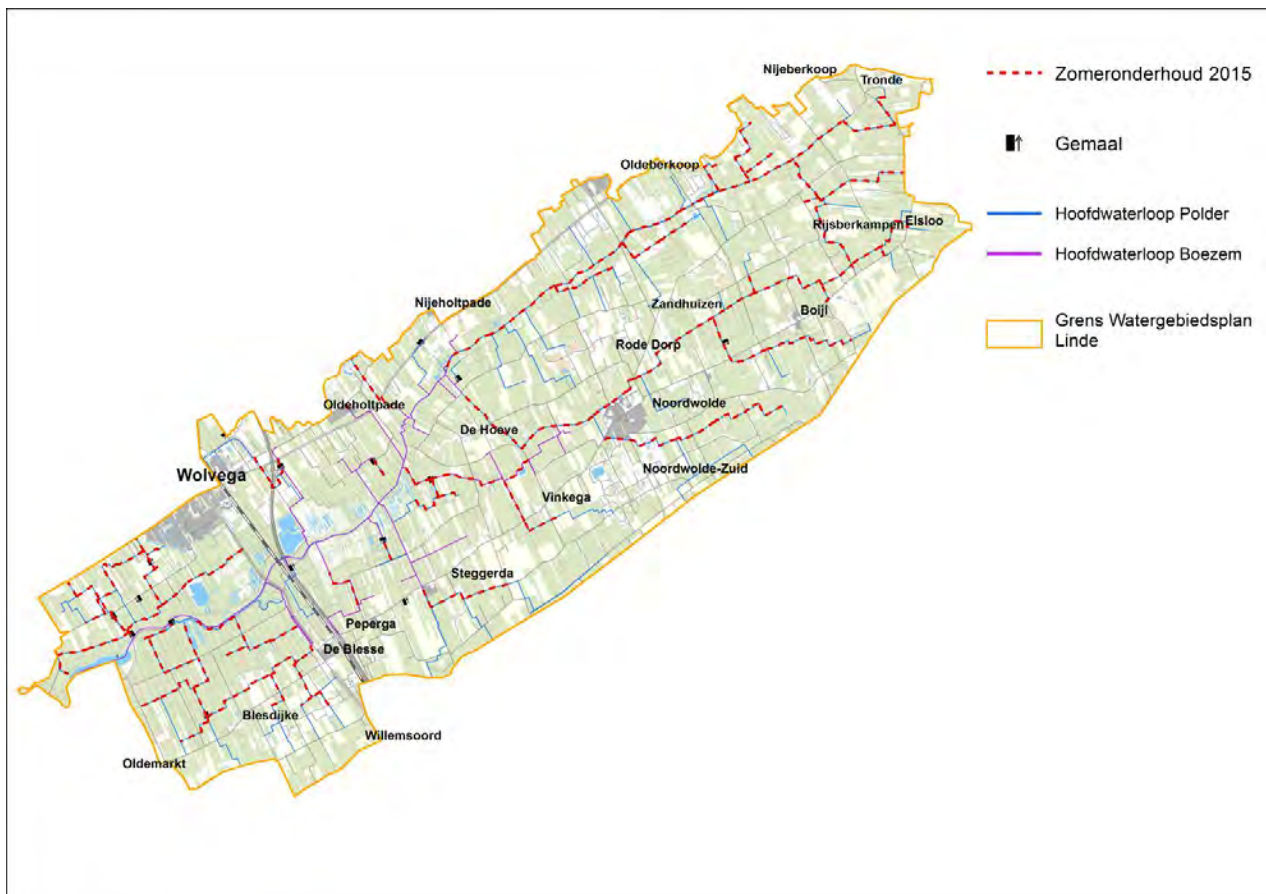 Nijeberkoop
Tronde
Zomeronderhoud 2015
Gemaal
Oldeberkoop
Hoofdwaterloop Polder
Rijsberkampen
Elsloo
Hoofdwaterloop Boezem
Nijeholtpade
Zandhuizen
Boijl
Grens Watergebiedsplan
Linde
Rode Dorp
Oldeholtpade
Noordwolde
De Hoeve
Wolvega
Noordwolde-Zuid
Vinkega
Steggerda
Peperga
De Blesse
Blesdijke
Willemsoord
Oldemarkt